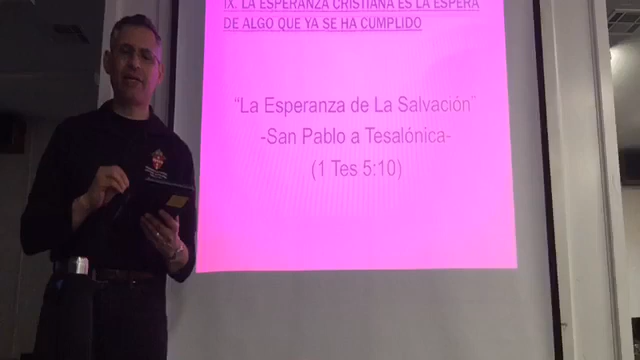 IX. LA ESPERANZA CRISTIANA ES LA ESPERA
DE ALGO QUE YA SE HA CUMPLIDO
“La Esperanza de La Salvación”
-San Pablo a Tesalónica-
(1 Tes 5:10)